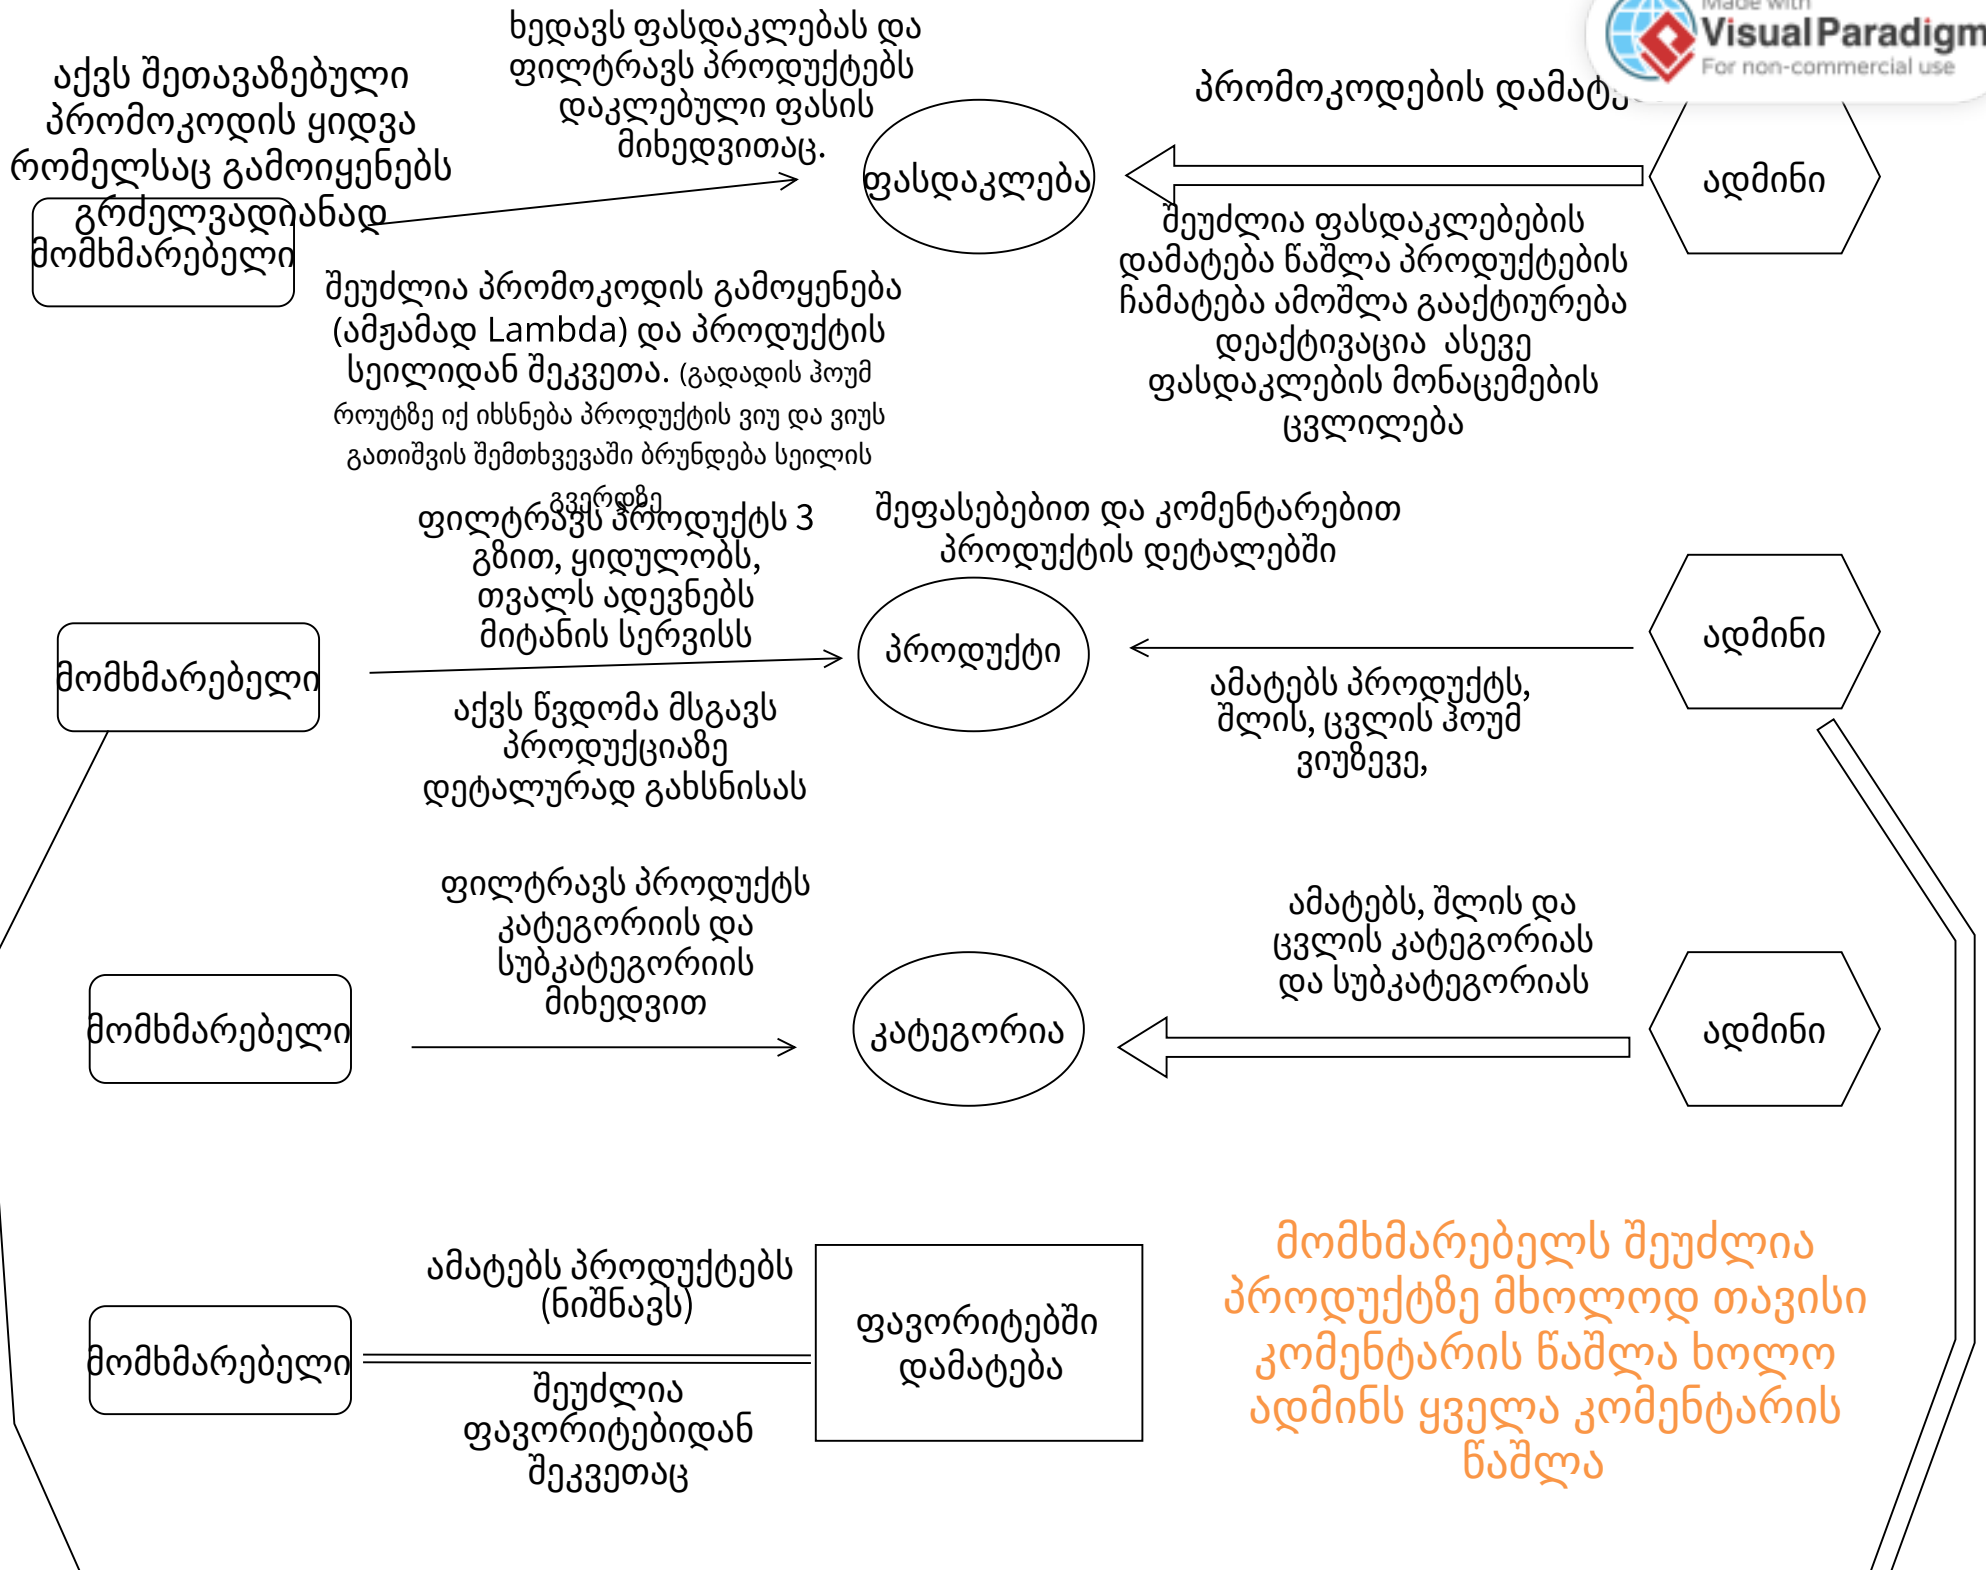 აქვს შეთავაზებული
პრომოკოდის ყიდვა
რომელსაც გამოიყენებს
გრძელვადიანად
მომხმარებელი
ხედავს ფასდაკლებას და
ფილტრავს პროდუქტებს
დაკლებული ფასის
მიხედვითაც.
შეუძლია პრომოკოდის გამოყენება
(ამჟამად Lambda) და პროდუქტის
სეილიდან შეკვეთა. (გადადის ჰოუმ
როუტზე იქ იხსნება პროდუქტის ვიუ და ვიუს
გათიშვის შემთხვევაში ბრუნდება სეილის
გვერდზე
ფასდაკლება
პრომოკოდების
Made with
Visual Paradigm
For non-commercial use
ადმინი
შეუძლია ფასდაკლებების
დამატება წაშლა პროდუქტების
ჩამატება ამოშლა გააქტიურება
დეაქტივაცია ასევე
ფასდაკლების მონაცემების
ცვლილება
ფილტრავს პროდუქტს 3
გზით, ყიდულობს,
თვალს ადევნებს
მიტანის სერვისს
მომხმარებელი
აქვს წვდომა მსგავს
პროდუქციაზე
დეტალურად გახსნისას
შეფასებებით და კომენტარებით
პროდუქტის დეტალებში
პროდუქტი
ადმინი
ამატებს პროდუქტს,
შლის, ცვლის ჰოუმ
ვიუზევე,
ფილტრავს პროდუქტს
კატეგორიის და
სუბკატეგორიის
მიხედვით
მომხმარებელი
კატეგორია
ამატებს, შლის და
ცვლის კატეგორიას
და სუბკატეგორიას
ადმინი
ამატებს პროდუქტებს
(ნიშნავს)
მომხმარებელი
შეუძლია
ფავორიტებიდან
შეკვეთაც
ფავორიტებში
დამატება
მომხმარებელს შეუძლია
პროდუქტზე მხოლოდ თავისი
კომენტარის წაშლა ხოლო
ადმინს ყველა კომენტარის
წაშლა